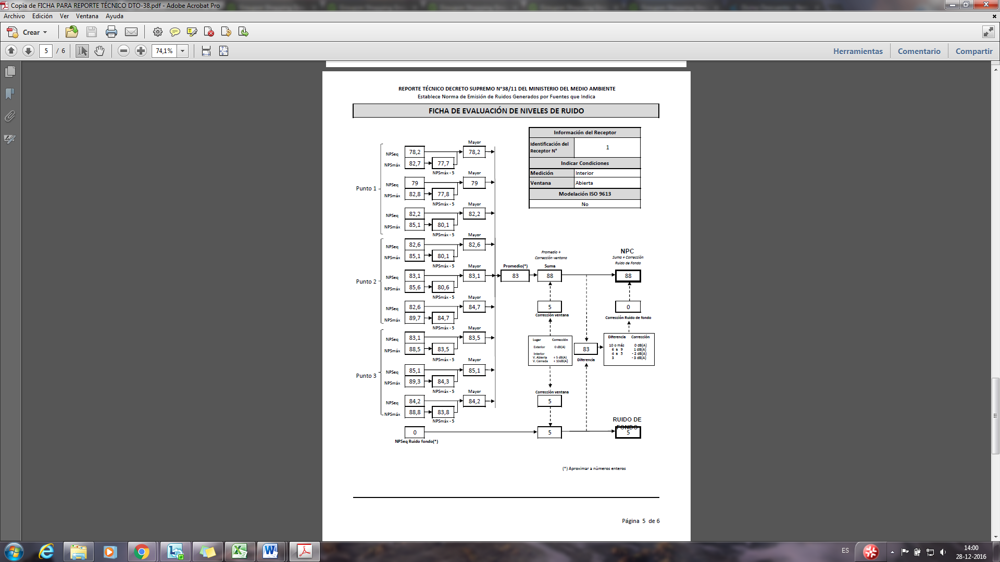 Copia de FICHA PARA REPORTE TÉCNICO DTO-38.pdf - Adobe Acrobat Pro
Archivo Edición Ver Ventana Ayuda
Crear
5 / 6 74,1% Herramientas Comentario Compartir
REPORTE TÉCNICO DECRETO SUPREMO N°38/11 DEL MINISTERIO DEL MEDIO AMBIENTE
Establece Norma de Emisión de Ruidos Generados por Fuentes que Indica
FICHA DE EVALUACIÓN DE NIVELES DE RUIDO
Información del Receptor
Identificación del Receptor N° 1
Indicar Condiciones
Medición Interior
Ventana Abierta
Modelación ISO 9613
No
Punto 1
Mayor
NPSeq 78,2 78,2
NPSmáx 82,7 77,7
NPSmáx - 5 Mayor
NPSeq 79 79
NPSmáx 82,8 77,8
NPSmáx - 5 Mayor
NPSeq 82,2 82,2
NPSmáx 85,1 80,1
NPSmáx - 5 Mayor
Punto 2
NPSeq 82,6 82,6
NPSmáx 85,1 80,1
NPSmáx - 5 Mayor
NPSeq 83,1 83,1
NPSmáx 85,6 80,6
NPSmáx - 5 Mayor
NPSeq 82,6 84,7
NPSmáx 89,7 84,7
NPSmáx - 5 Mayor
Punto 3
NPSeq 83,1 83,5
NPSmáx 88,5 83,5
NPSmáx - 5 Mayor
NPSeq 85,1 85,1
NPSmáx 89,3 84,3
NPSmáx - 5 Mayor
NPSeq 84,2 84,2
NPSmáx 88,8 83,8
NPSmáx - 5
0
NPSeq Ruido fondo(*)
Promedio(*)
83
Promedio +
Corrección ventana
Suma
88
5
Corrección ventana
Lugar Corrección
Exterior 0 dB(A)
Interior
V. Abierta + 5 dB(A)
V. Cerrada + 10dB(A)
Corrección ventana
5
5
83
Diferencia
NPC
Suma + Corrección
Ruido de Fondo
88
0
Corrección Ruido de fondo
Diferencia Corrección
10 o más 0 dB(A)
6 a 9 1 dB(A)
4 a 5 - 2 dB(A)
3 - 3 dB(A)
RUIDO DE
FONDO
5
(*) Aproximar a números enteros
Página 5 de 6
ES
14:00
28-12-2016